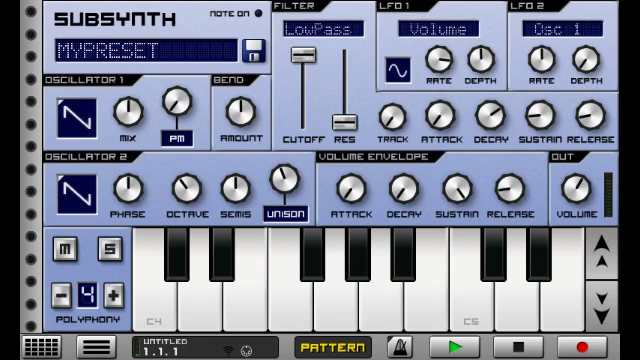 SUBSYNTH
NOTE ON
MYPRESET
FILTER
LowPass
CUTOFF RES
LFO 1
Volume
RATE DEPTH
LFO 2
Osc 1
RATE DEPTH
OSCILLATOR 1
MIX
PM
BEND
AMOUNT
TRACK ATTACK DECAY SUSTAIN RELEASE
OSCILLATOR 2
PHASE OCTAVE SEMIS UNISON
VOLUME ENVELOPE
ATTACK DECAY SUSTAIN RELEASE
OUT
VOLUME
M S
- 4 +
POLYPHONY
C4 C5
UNTITLED
1.1.1
PATTERN